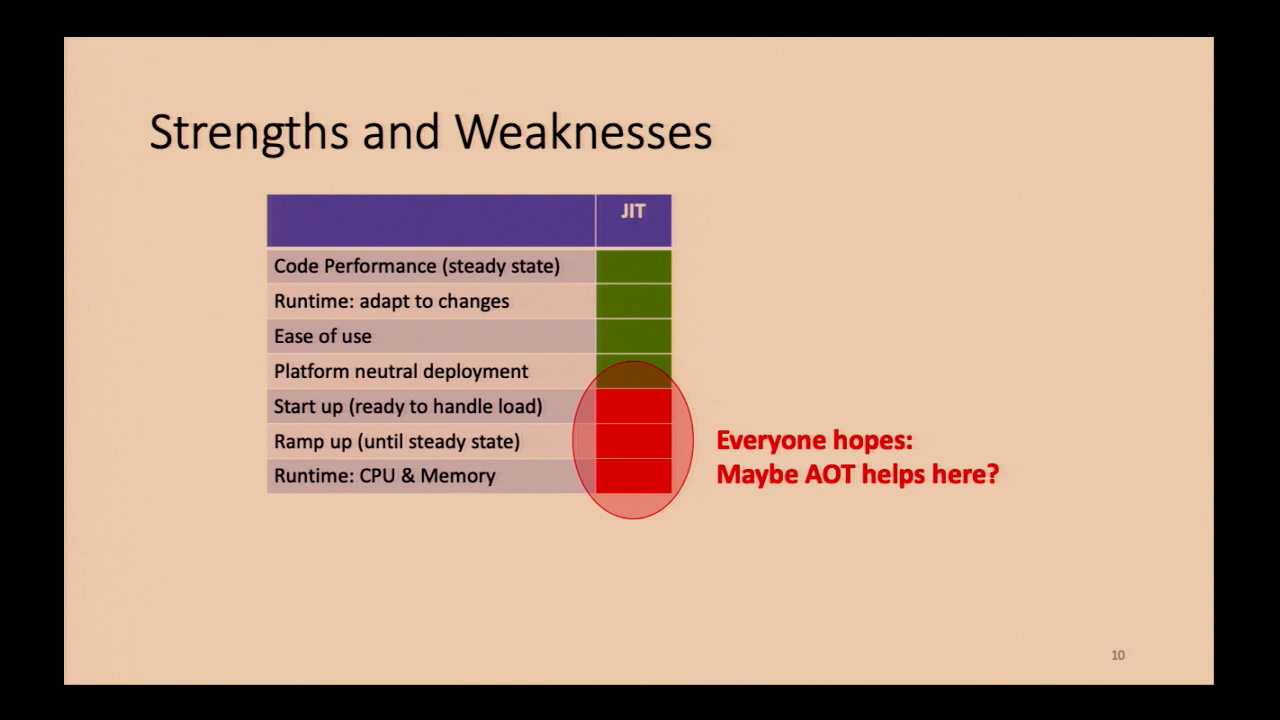 Strengths and Weaknesses
JIT
Code Performance (steady state)
Runtime: adapt to changes
Ease of use
Platform neutral deployment
Start up (ready to handle load)
Ramp up (until steady state)
Runtime: CPU & Memory
Everyone hopes:
Maybe AOT helps here?
10